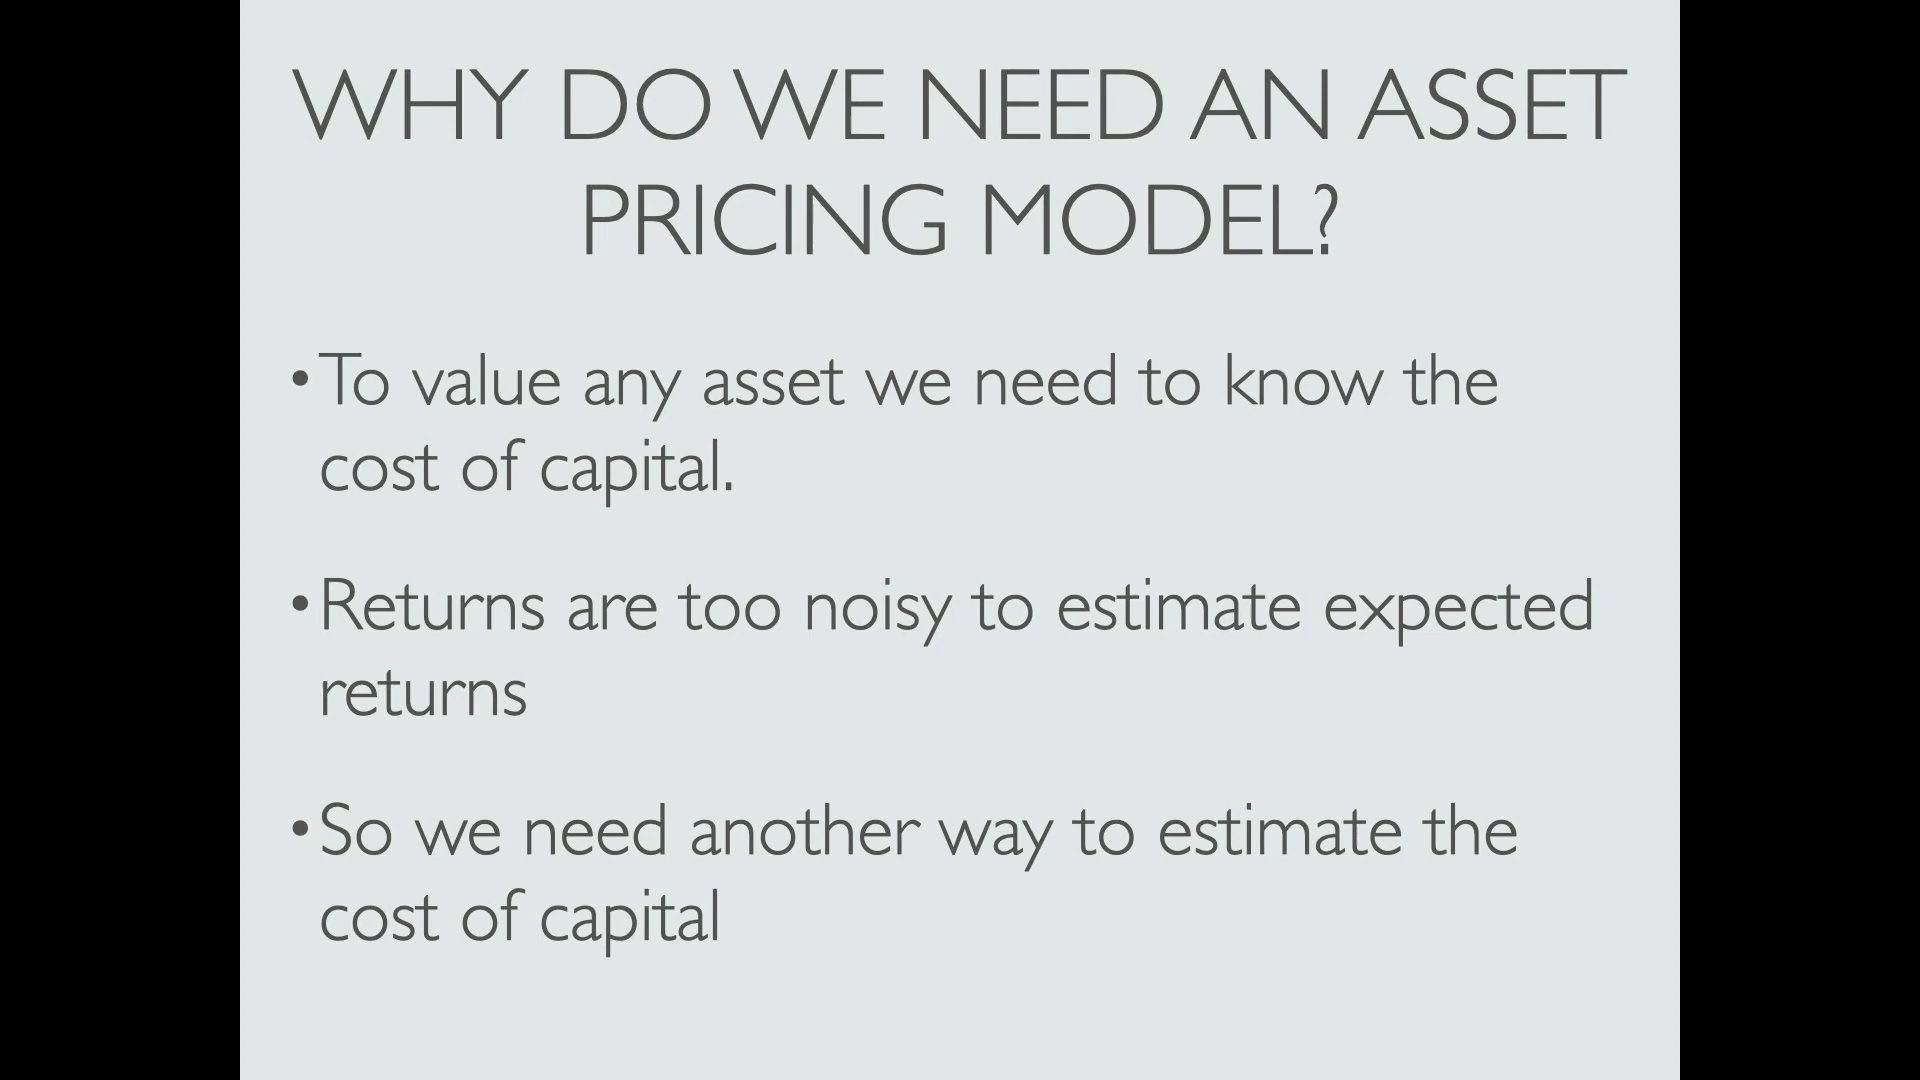 WHY DO WE NEED AN ASSET
PRICING MODEL?
•To value any asset we need to know the
cost of capital.
•Returns are too noisy to estimate expected
returns
•So we need another way to estimate the
cost of capital